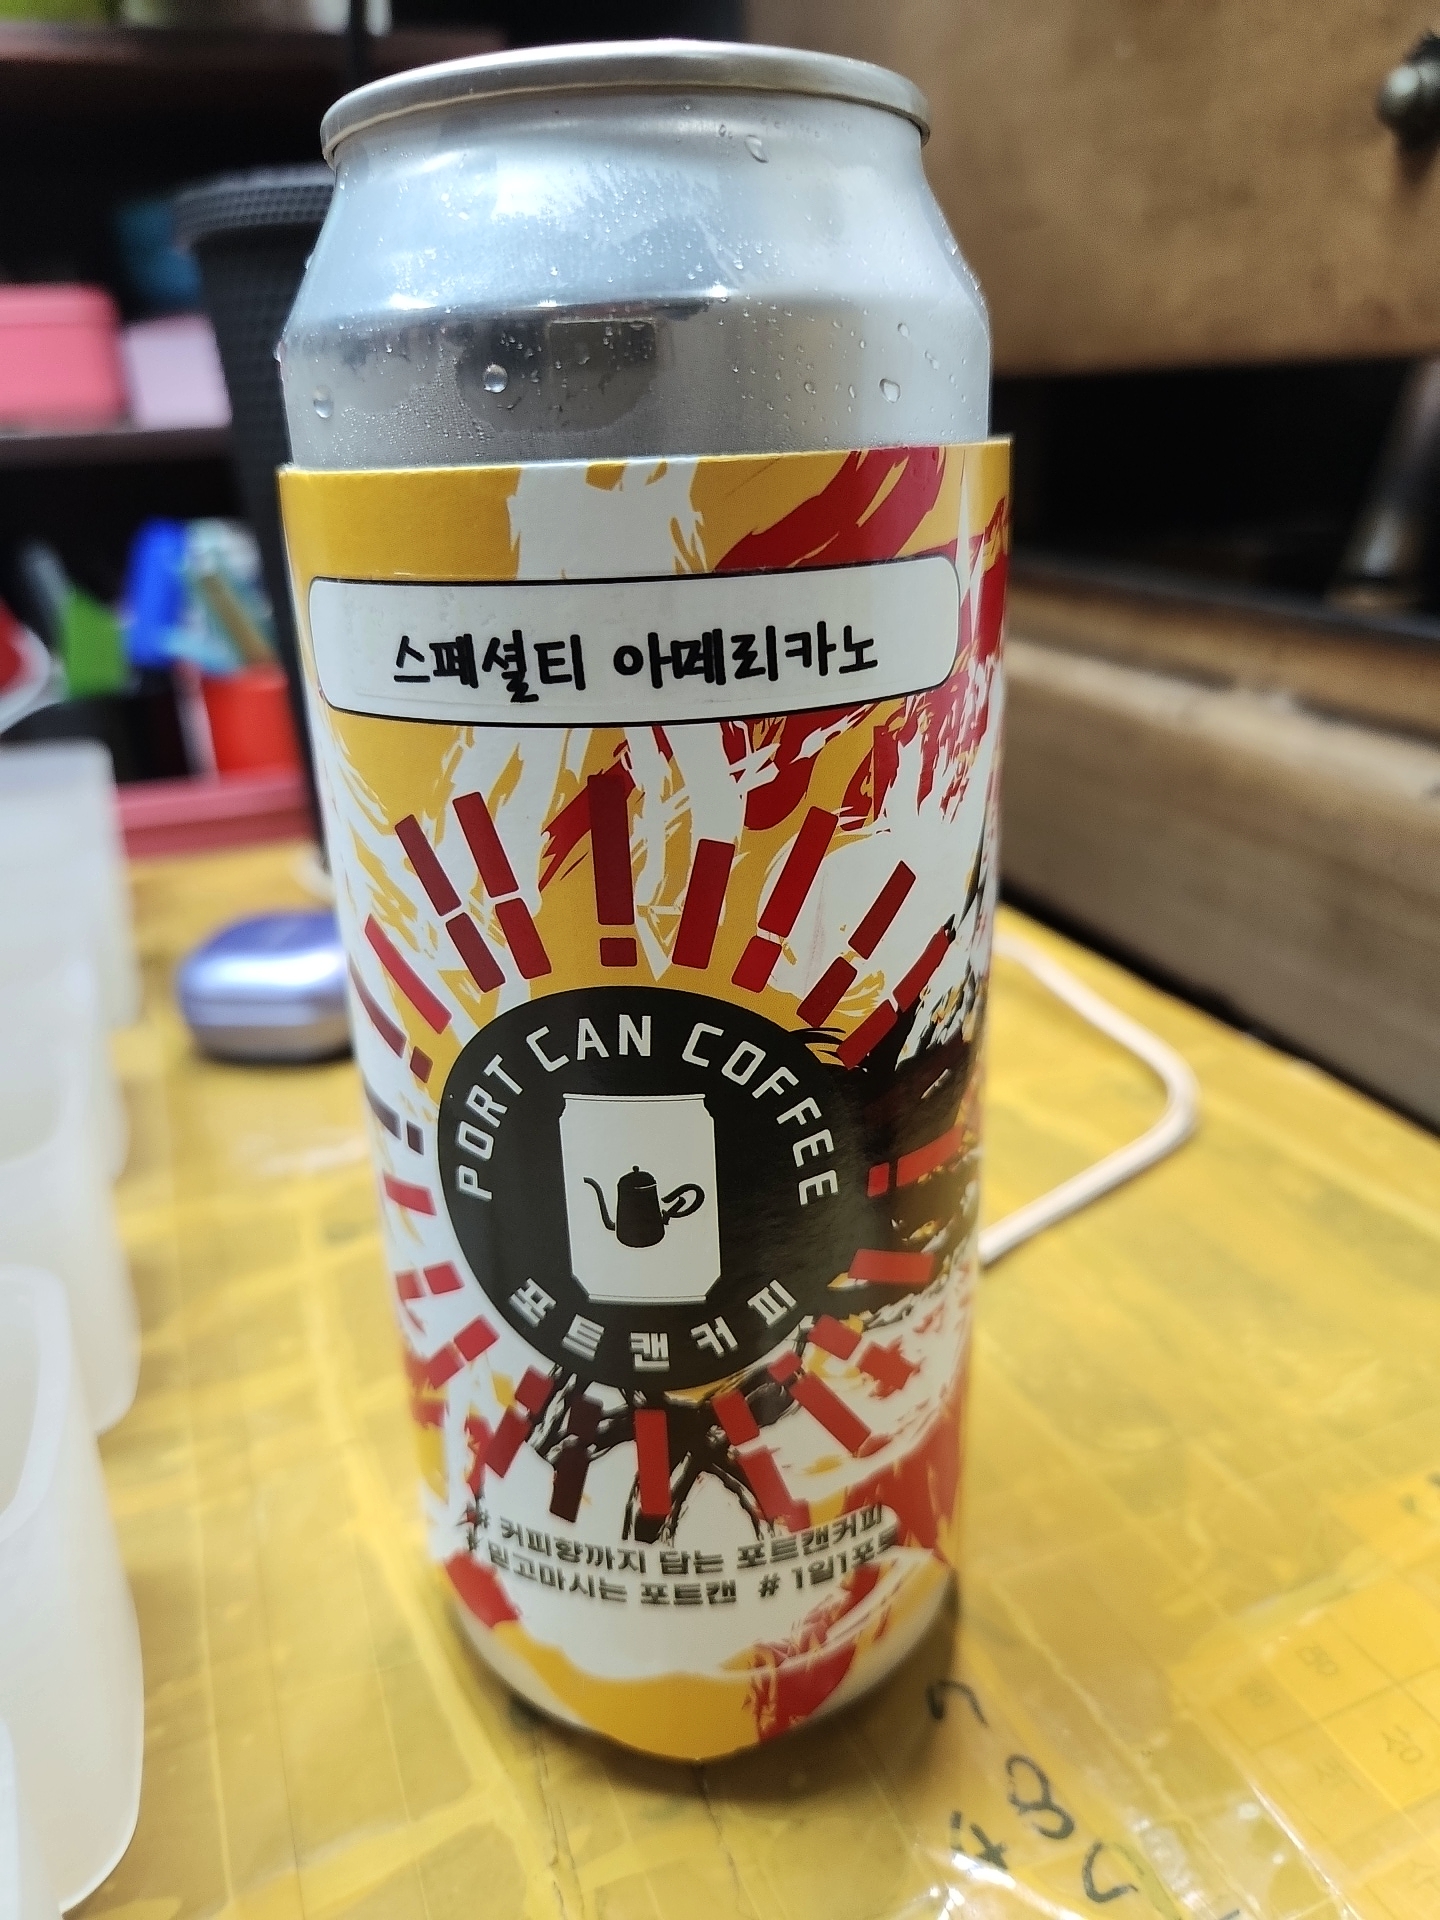 스페셜티 아메리카노
PORT CAN COFFEE
포트캔커피
# 커피향까지 담는 포트캔커피
# 믿고마시는 포트캔 # 1일1포트